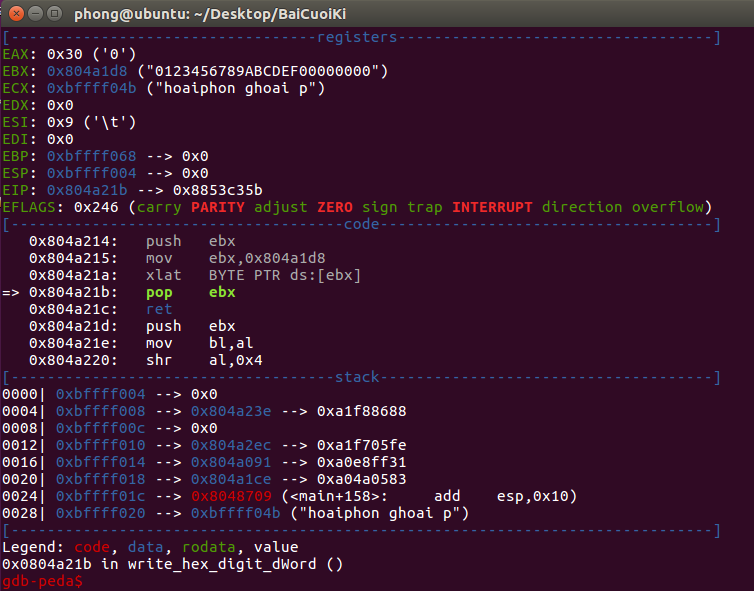 phong@ubuntu: ~/Desktop/BaiCuoiKi
[----------------------------------registers-----------------------------------]
EAX: 0x30 ('0')
EBX: 0x804a1d8 ("0123456789ABCDEF00000000")
ECX: 0xbffff04b ("hoaiphon ghoai p")
EDX: 0x0
ESI: 0x9 ('\t')
EDI: 0x0
EBP: 0xbffff068 --> 0x0
ESP: 0xbffff004 --> 0x0
EIP: 0x804a21b --> 0x8853c35b
EFLAGS: 0x246 (carry PARITY adjust ZERO sign trap INTERRUPT direction overflow)
[-------------------------------------code-------------------------------------]
   0x804a214:	push   ebx
   0x804a215:	mov    ebx,0x804a1d8
   0x804a21a:	xlat   BYTE PTR ds:[ebx]
=> 0x804a21b:	pop    ebx
   0x804a21c:	ret
   0x804a21d:	push   ebx
   0x804a21e:	mov    bl,al
   0x804a220:	shr    al,0x4
[------------------------------------stack-------------------------------------]
0000| 0xbffff004 --> 0x0
0004| 0xbffff008 --> 0x804a23e --> 0xa1f88688
0008| 0xbffff00c --> 0x0
0012| 0xbffff010 --> 0x804a2ec --> 0xa1f705fe
0016| 0xbffff014 --> 0x804a091 --> 0xa0e8ff31
0020| 0xbffff018 --> 0x804a1ce --> 0xa04a0583
0024| 0xbffff01c --> 0x8048709 (<main+158>:	add    esp,0x10)
0028| 0xbffff020 --> 0xbffff04b ("hoaiphon ghoai p")
[------------------------------------------------------------------------------]
Legend: code, data, rodata, value
0x0804a21b in write_hex_digit_dWord ()
gdb-peda$